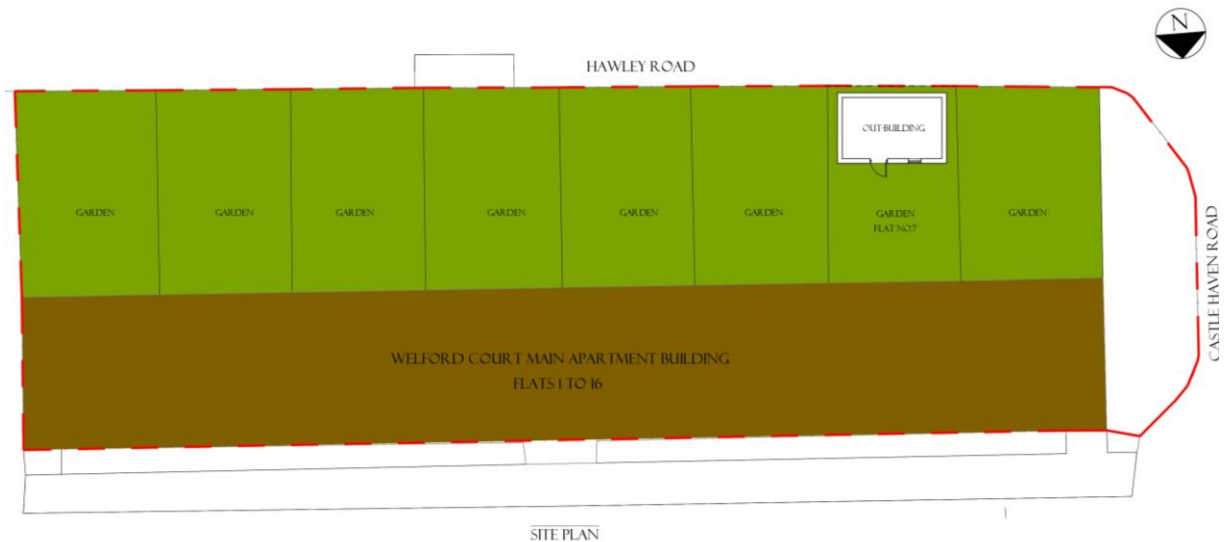 N
HAWLEY ROAD
OUT-BUILDING
GARDEN
GARDEN
GARDEN
GARDEN
GARDEN
GARDEN
GARDEN
FLAT NO.7
GARDEN
CASTLE HAVEN ROAD
WELFORD COURT MAIN APARTMENT BUILDING
FLATS 1 TO 16
SITE PLAN